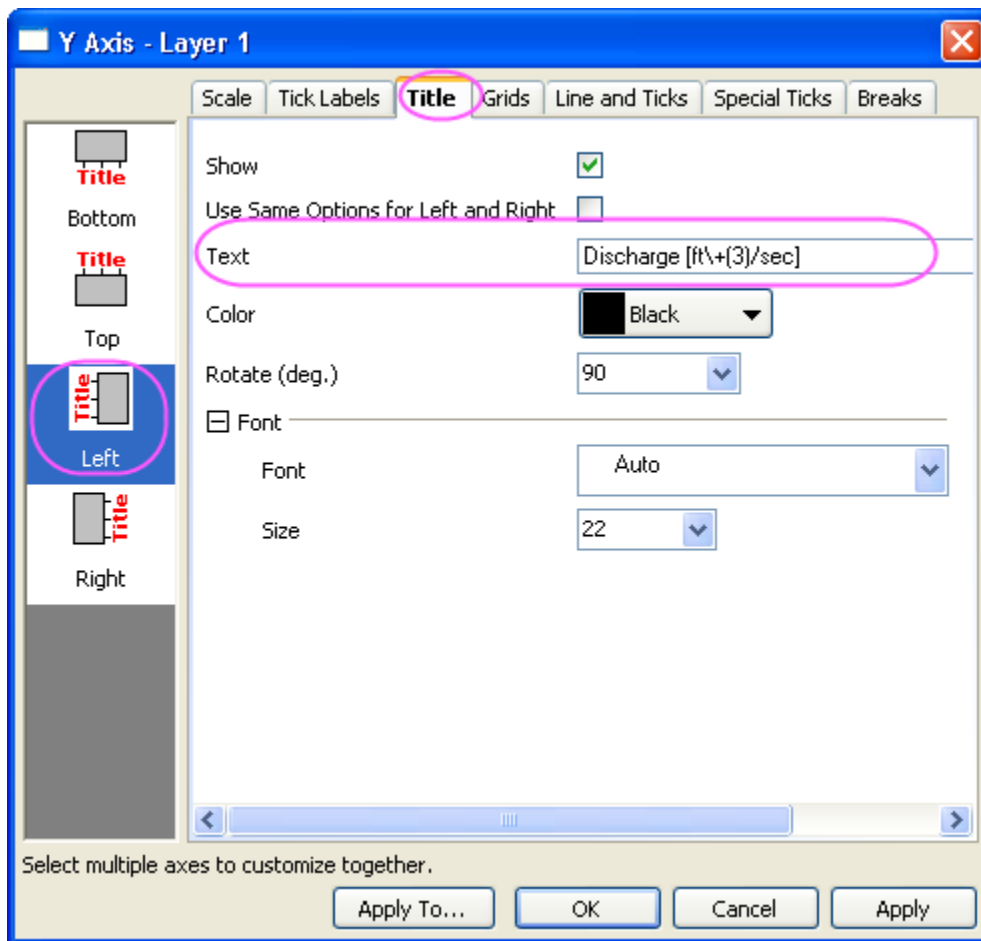 Y Axis - Layer 1
Scale Tick Labels Title Grids Line and Ticks Special Ticks Breaks
Title
Bottom
Title
Top
Title
Left
Title
Right
Show
Use Same Options for Left and Right
Text Discharge [ft\+(3)/sec]
Color Black
Rotate (deg.) 90
Font
Font Auto
Size 22
Select multiple axes to customize together.
Apply To... OK Cancel Apply